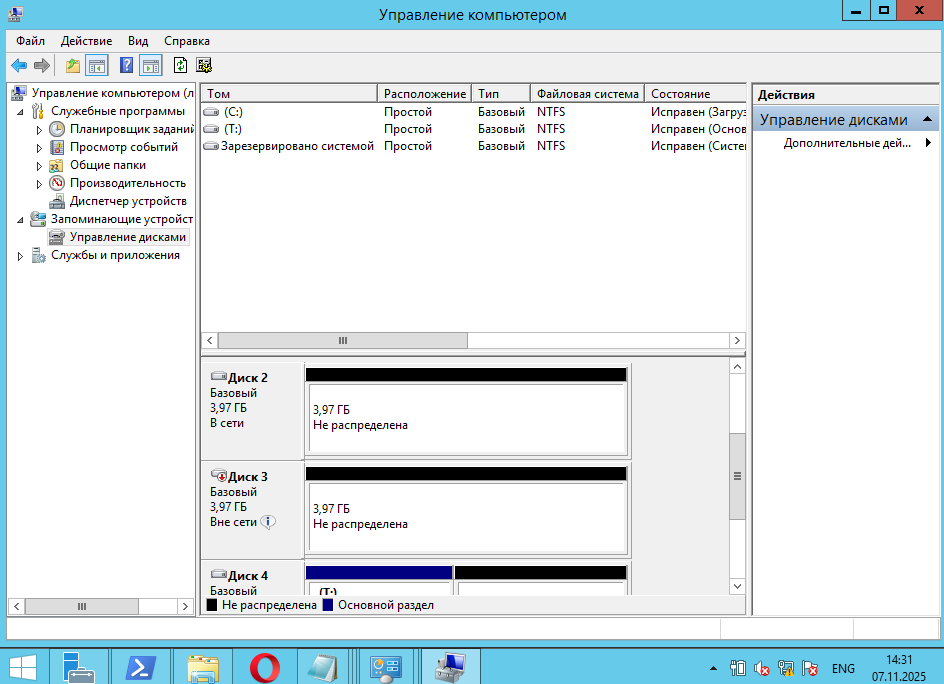 Управление компьютером
Файл Действие Вид Справка
Управление компьютером (л
Служебные программы
Планировщик заданий
Просмотр событий
Общие папки
Производительность
Диспетчер устройств
Запоминающие устройст
Управление дисками
Службы и приложения
Том Расположение Тип Файловая система Состояние
(C:) Простой Базовый NTFS Исправен (Загруз
(T:) Простой Базовый NTFS Исправен (Основ
Зарезервировано системой Простой Базовый NTFS Исправен (Систе
Диск 2
Базовый
3,97 ГБ
В сети
3,97 ГБ
Не распределена
Диск 3
Базовый
3,97 ГБ
Вне сети
3,97 ГБ
Не распределена
Диск 4
Базовый
(T:)
Не распределена Основной раздел
Действия
Управление дисками
Дополнительные дей...
ENG
14:31
07.11.2025